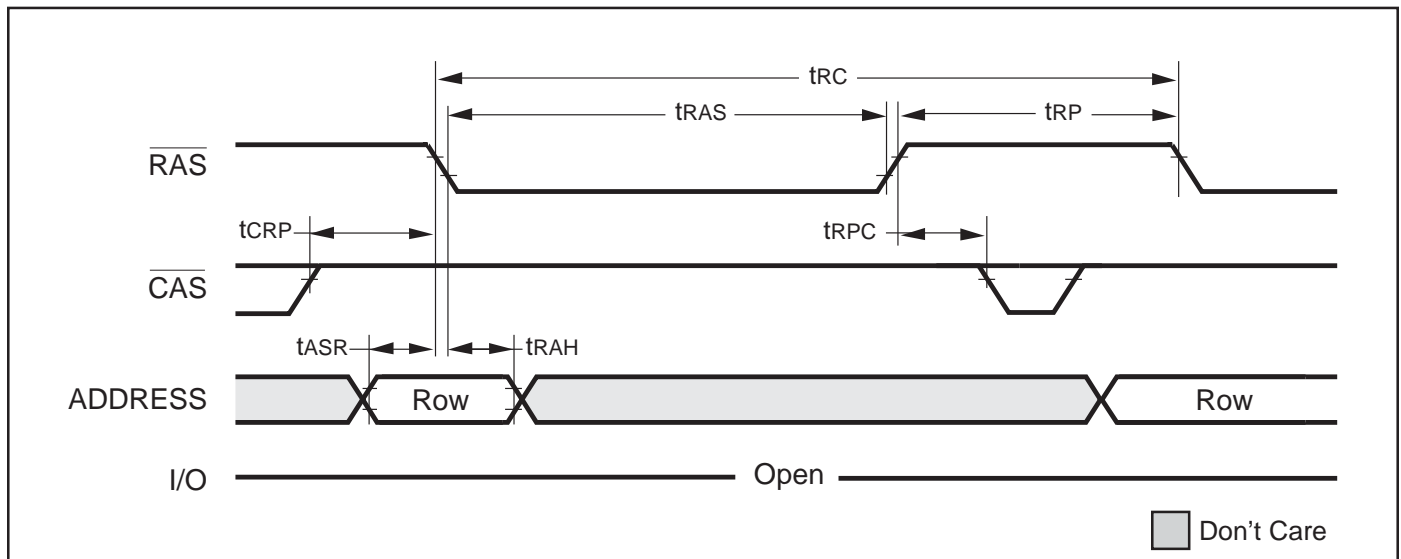 tRC
tRAS
tRP
RAS
tCRP
tRPC
CAS
tASR
tRAH
ADDRESS
Row
Row
I/O
Open
Don't Care